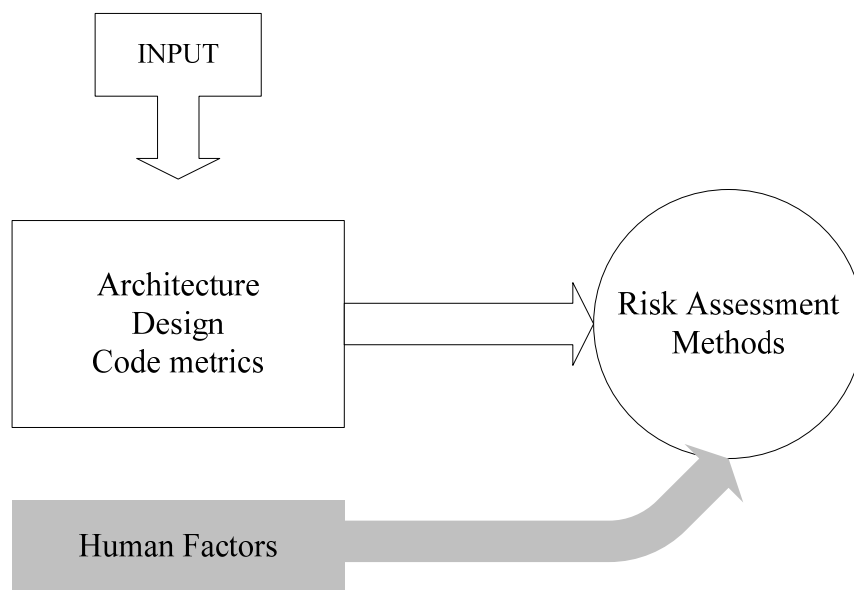 INPUT
Architecture
Design
Code metrics
Risk Assessment
Methods
Human Factors